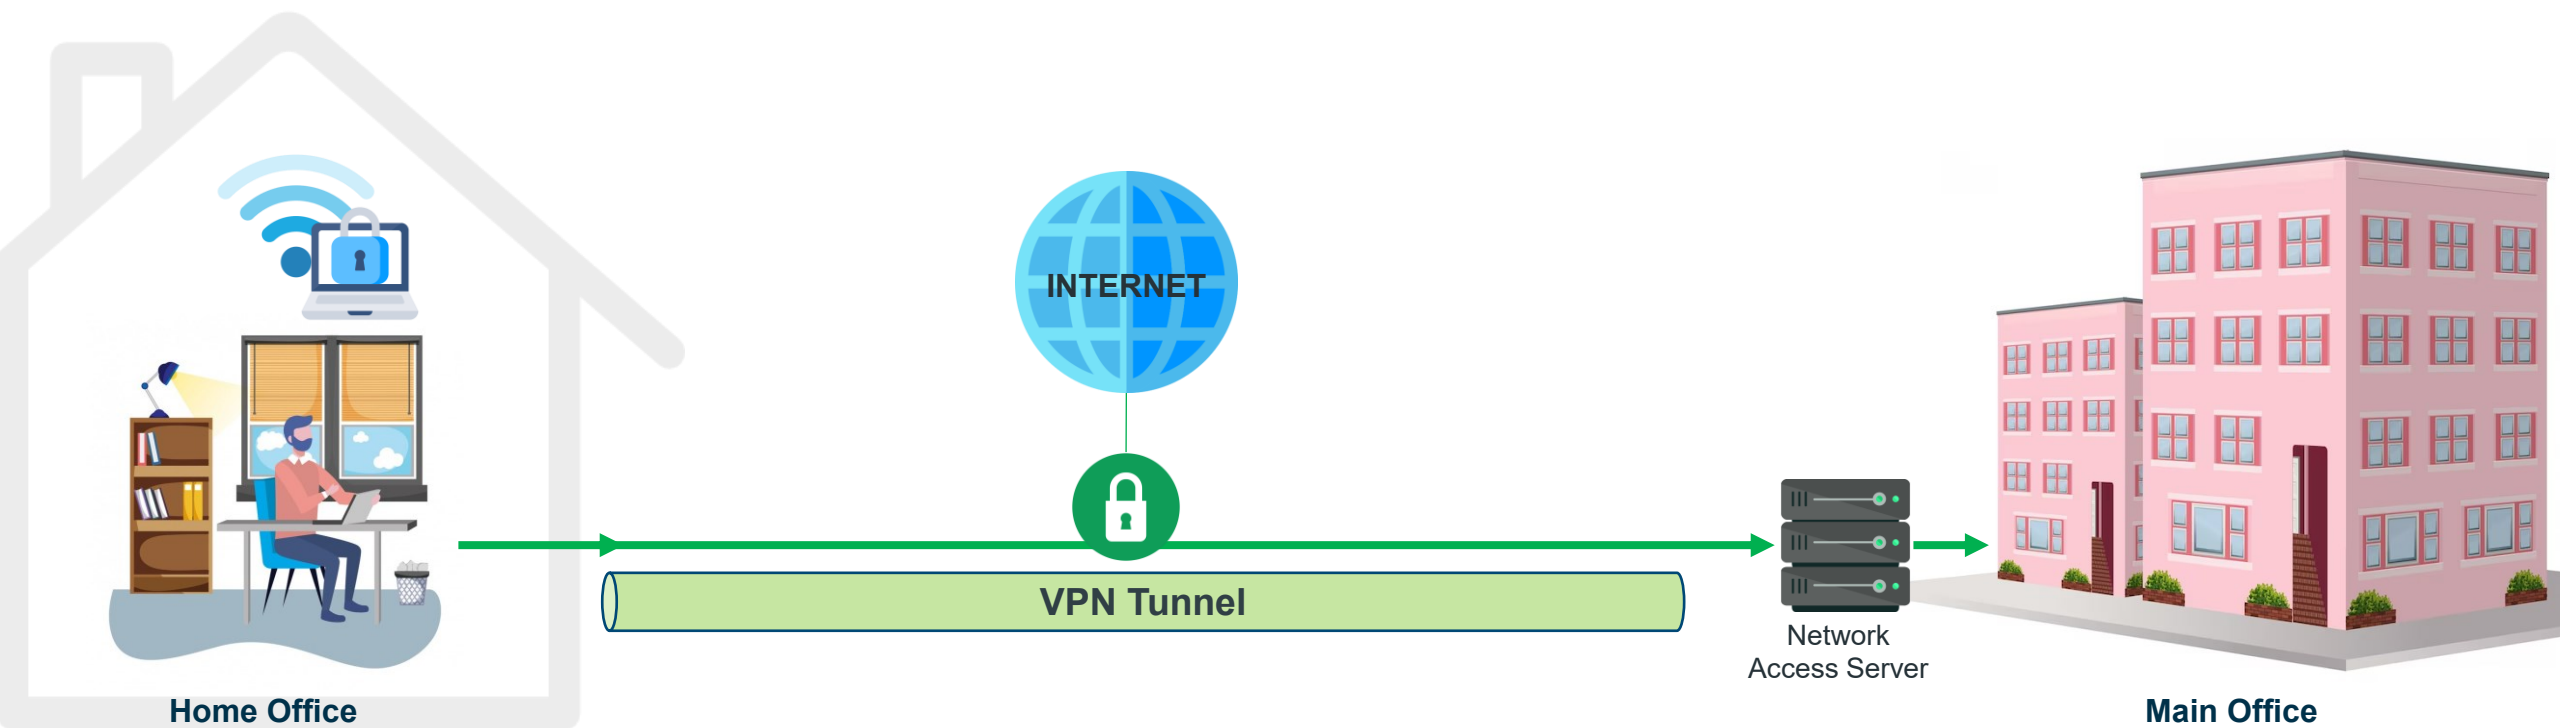 INTERNET
VPN Tunnel
Network
Access Server
Home Office
Main Office